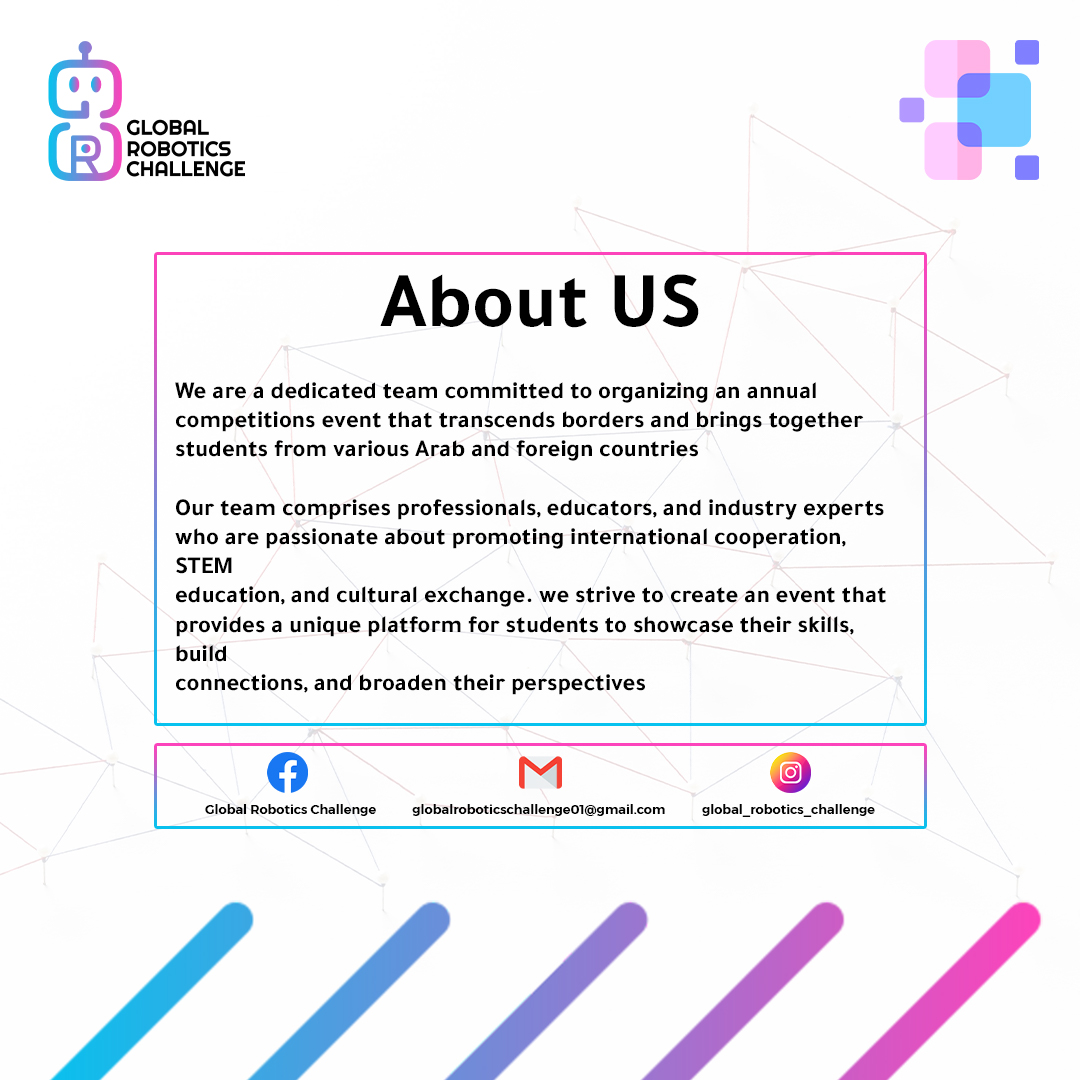 GLOBAL
ROBOTICS
CHALLENGE
About US
We are a dedicated team committed to organizing an annual
competitions event that transcends borders and brings together
students from various Arab and foreign countries
Our team comprises professionals, educators, and industry experts
who are passionate about promoting international cooperation,
STEM
education, and cultural exchange. we strive to create an event that
provides a unique platform for students to showcase their skills,
build
connections, and broaden their perspectives
Global Robotics Challenge
globalroboticschallenge01@gmail.com
global_robotics_challenge